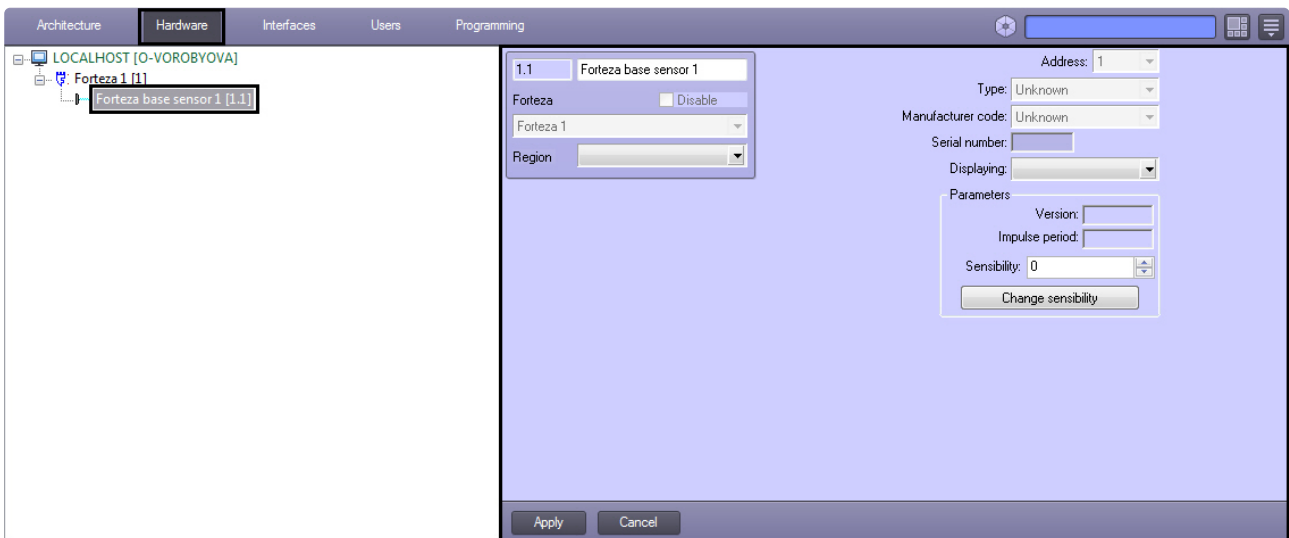 Architecture Hardware Interfaces Users Programming
LOCALHOST [O-VOROBYOVA]
Forteza 1 [1]
Forteza base sensor 1 [1.1]
1.1 Forteza base sensor 1
Forteza Disable
Forteza 1
Region
Address: 1
Type: Unknown
Manufacturer code: Unknown
Serial number:
Displaying:
Parameters
Version:
Impulse period:
Sensibility: 0
Change sensibility
Apply Cancel